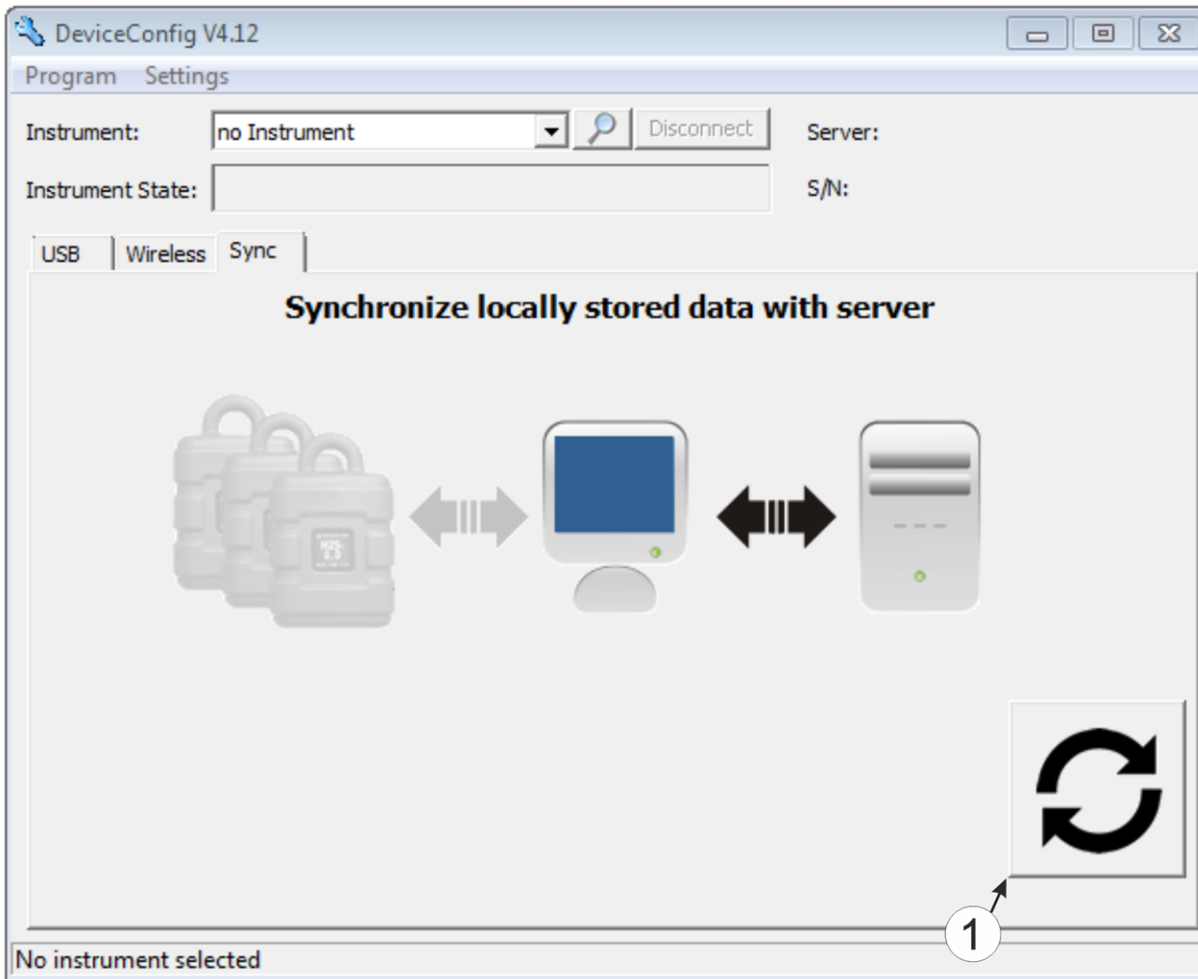 DeviceConfig V4.12
Program Settings
Instrument: no Instrument Disconnect Server:
Instrument State: S/N:
USB Wireless Sync
Synchronize locally stored data with server
1
No instrument selected